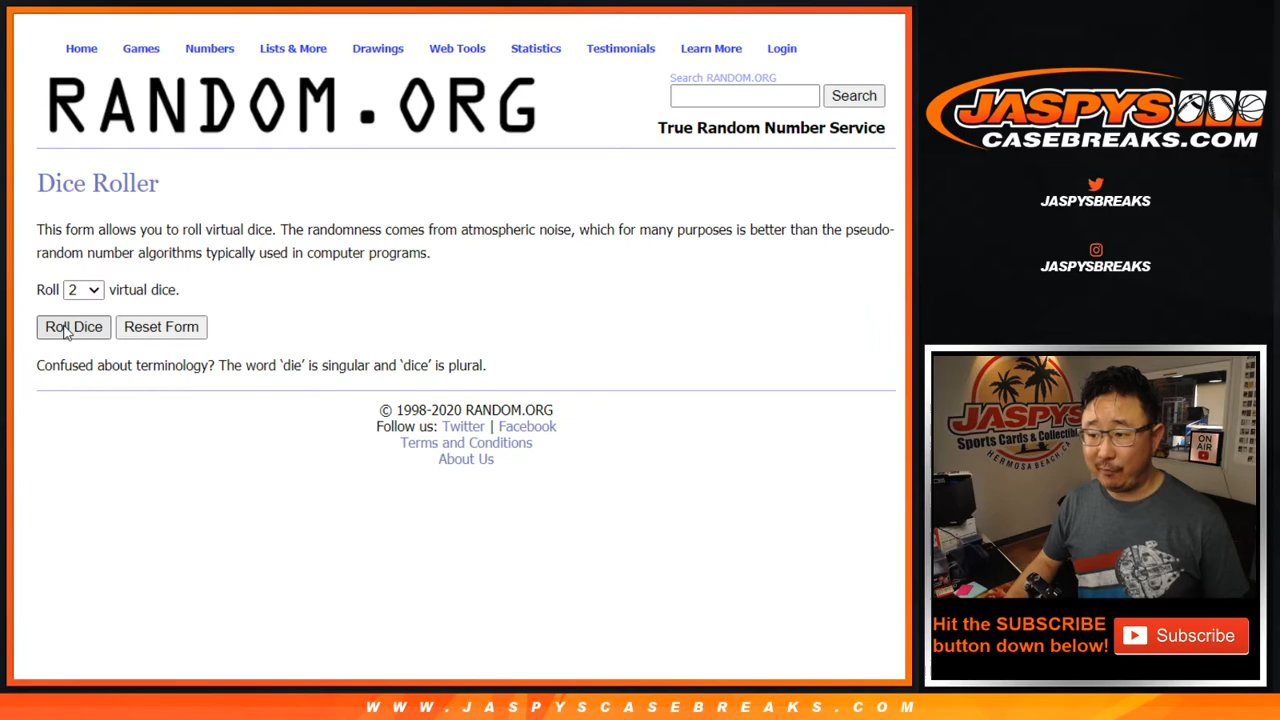 Home Games Numbers Lists & More Drawings Web Tools Statistics Testimonials Learn More Login
RANDOM.ORG
Search RANDOM.ORG
Search
True Random Number Service
Dice Roller
This form allows you to roll virtual dice. The randomness comes from atmospheric noise, which for many purposes is better than the pseudo-
random number algorithms typically used in computer programs.
Roll 2 virtual dice.
Roll Dice Reset Form
Confused about terminology? The word ‘die’ is singular and ‘dice’ is plural.
© 1998-2020 RANDOM.ORG
Follow us: Twitter | Facebook
Terms and Conditions
About Us
JASPYS
CASEBREAKS.COM
JASPYSBREAKS
JASPYSBREAKS
JASPYS
Sports Cards & Collectibl
HERMOSA BEACH, CA
ON
AIR
Hit the SUBSCRIBE
button down below!
Subscribe
WWW.JASPYSCASEBREAKS.COM